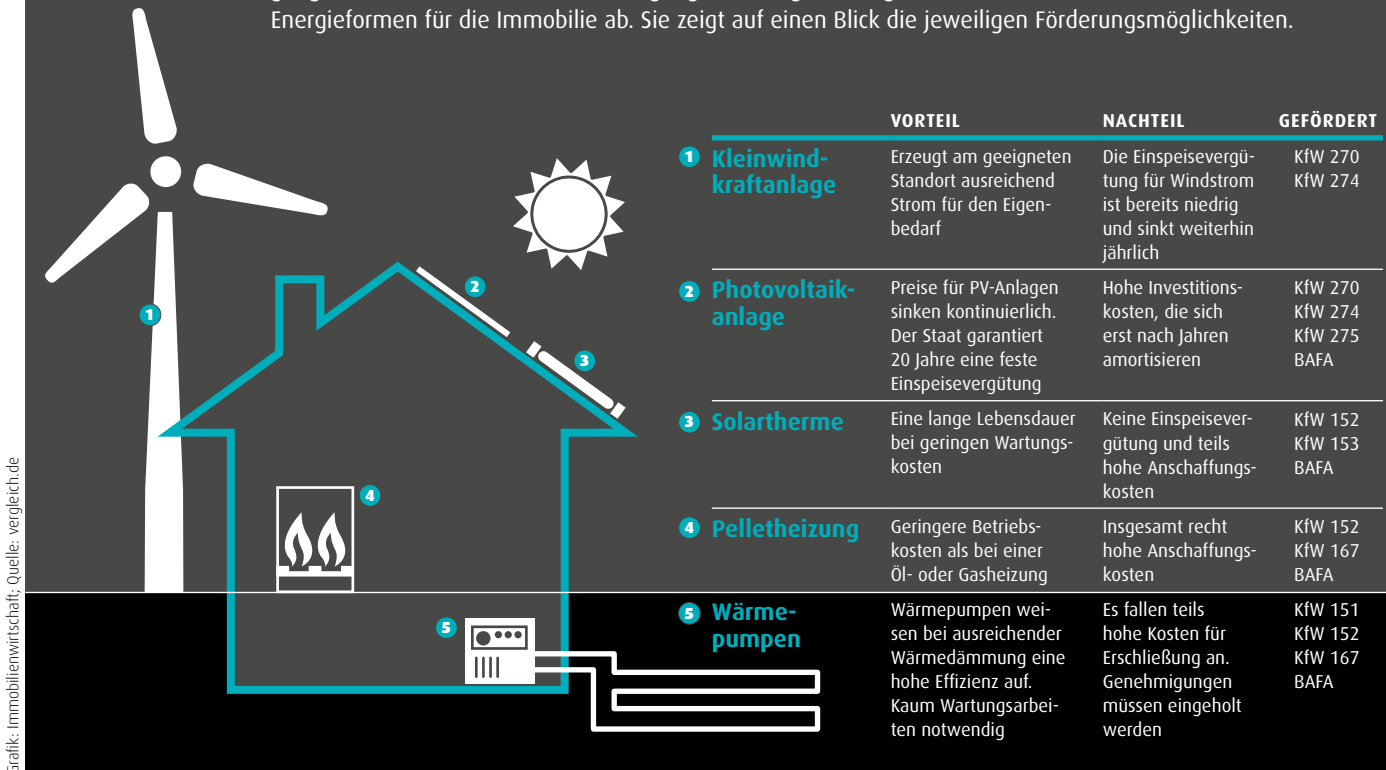 Energieformen für die Immobilie ab. Sie zeigt auf einen Blick die jeweiligen Förderungsmöglichkeiten.
VORTEIL
NACHTEIL
GEFÖRDERT
1 Kleinwind-
kraftanlage
Erzeugt am geeigneten
Standort ausreichend
Strom für den Eigen-
bedarf
Die Einspeisevergü-
tung für Windstrom
ist bereits niedrig
und sinkt weiterhin
jährlich
KfW 270
KfW 274
2 Photovoltaik-
anlage
Preise für PV-Anlagen
sinken kontinuierlich.
Der Staat garantiert
20 Jahre eine feste
Einspeisevergütung
Hohe Investitions-
kosten, die sich
erst nach Jahren
amortisieren
KfW 270
KfW 274
KfW 275
BAFA
3 Solartherme
Eine lange Lebensdauer
bei geringen Wartungs-
kosten
Keine Einspeisever-
gütung und teils
hohe Anschaffungs-
kosten
KfW 152
KfW 153
BAFA
4 Pelletheizung
Geringere Betriebs-
kosten als bei einer
Öl- oder Gasheizung
Insgesamt recht
hohe Anschaffungs-
kosten
KfW 152
KfW 167
BAFA
5 Wärme-
pumpen
Wärmepumpen wei-
sen bei ausreichender
Wärmedämmung eine
hohe Effizienz auf.
Kaum Wartungsarbei-
ten notwendig
Es fallen teils
hohe Kosten für
Erschließung an.
Genehmigungen
müssen eingeholt
werden
KfW 151
KfW 152
KfW 167
BAFA
1
2
3
4
5
Grafik: Immobilienwirtschaft; Quelle: vergleich.de